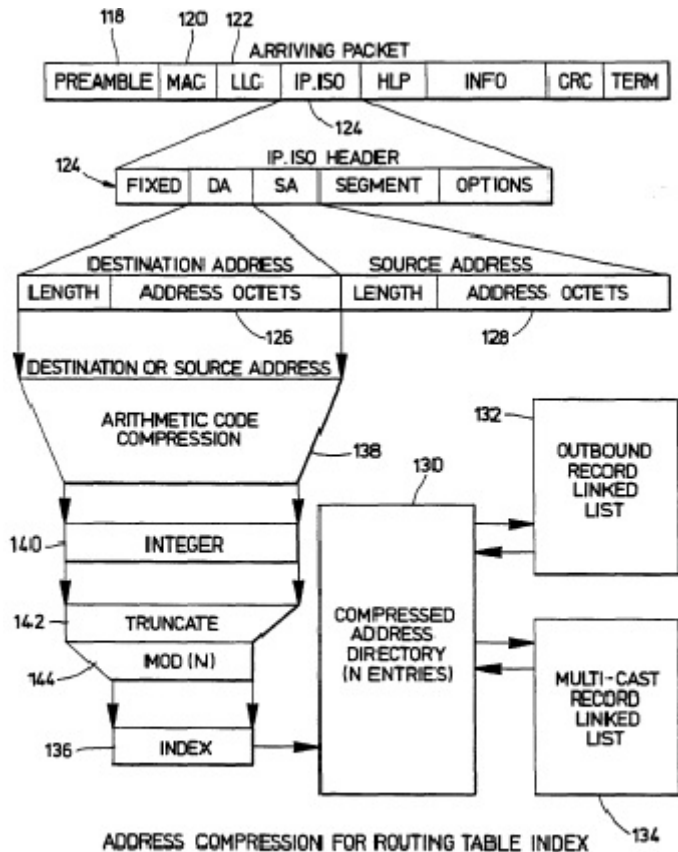 118 120 122
ARRIVING PACKET
PREAMBLE MAC LLC IP.ISO HLP INFO CRC TERM
124
IP.ISO HEADER
124 FIXED DA SA SEGMENT OPTIONS
DESTINATION ADDRESS SOURCE ADDRESS
LENGTH ADDRESS OCTETS LENGTH ADDRESS OCTETS
126 128
DESTINATION OR SOURCE ADDRESS
ARITHMETIC CODE
COMPRESSION
138
140 INTEGER
142 TRUNCATE
144 MOD (N)
136 INDEX
130
COMPRESSED
ADDRESS
DIRECTORY
(N ENTRIES)
132
OUTBOUND
RECORD
LINKED
LIST
MULTI-CAST
RECORD
LINKED
LIST
134
ADDRESS COMPRESSION FOR ROUTING TABLE INDEX